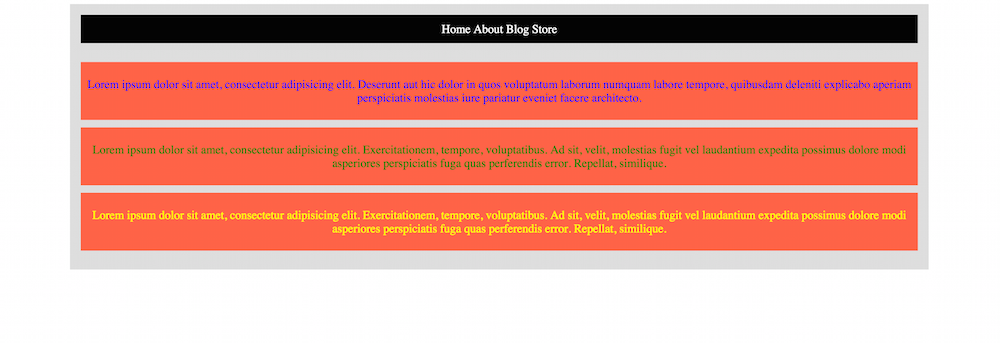 Home About Blog Store
Lorem ipsum dolor sit amet, consectetur adipisicing elit. Deserunt aut hic dolor in quos voluptatum laborum numquam labore tempore, quibusdam deleniti explicabo aperiam
perspiciatis molestias iure pariatur eveniet facere architecto.
Lorem ipsum dolor sit amet, consectetur adipisicing elit. Exercitationem, tempore, voluptatibus. Ad sit, velit, molestias fugit vel laudantium expedita possimus dolore modi
asperiores perspiciatis fuga quas perferendis error. Repellat, similique.
Lorem ipsum dolor sit amet, consectetur adipisicing elit. Exercitationem, tempore, voluptatibus. Ad sit, velit, molestias fugit vel laudantium expedita possimus dolore modi
asperiores perspiciatis fuga quas perferendis error. Repellat, similique.